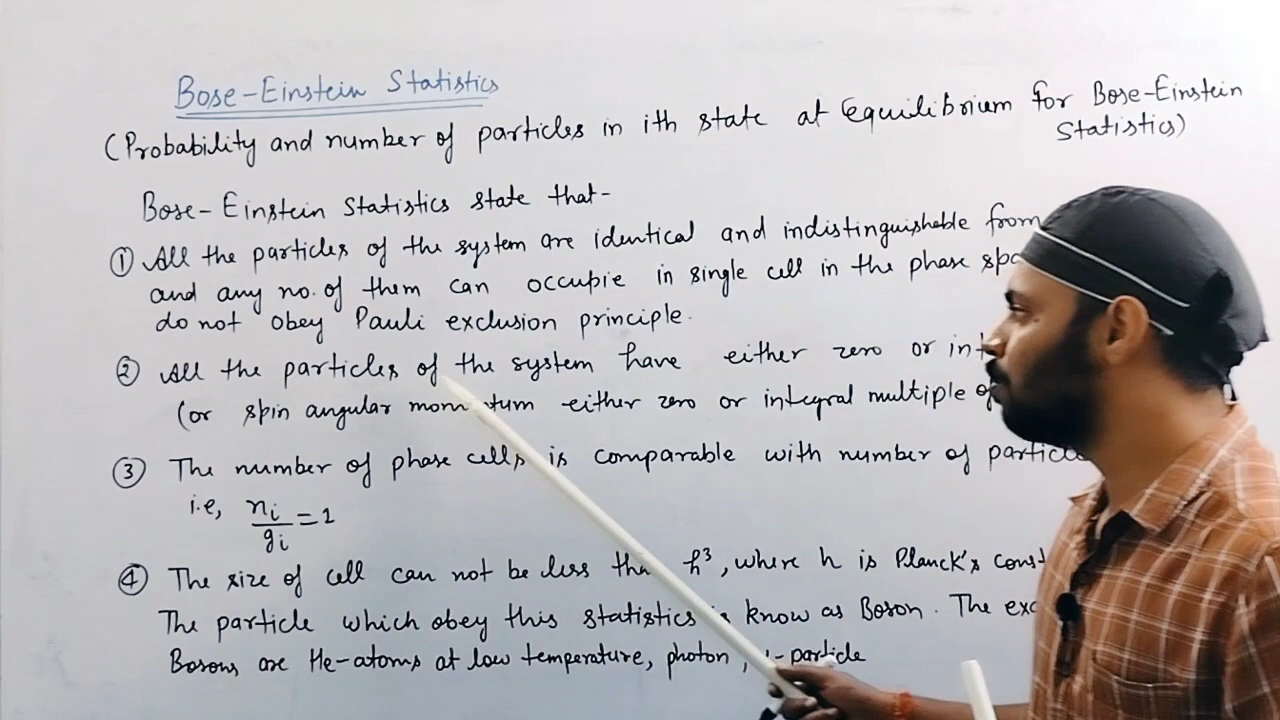 Bose-Einstein Statistics
(Probability and number of particles in ith state at Equilibrium for Bose-Einstein
Statistics)
Bose-Einstein Statistics state that-
① All the particles of the system are identical and indistinguishable from
and any no. of them can occupie in single cell in the phase
do not obey Pauli exclusion principle.
② All the particles of the system have either zero or
(or spin angular either zero or integral multiple
③ The number of phase cells is comparable with number of
i.e, ni/gi = 1
④ The size of cell can not be less h³, where h is Planck's
The particle which obey this statistics know as Boson. The
Bosons are He-atoms at low temperature, photon, -particle